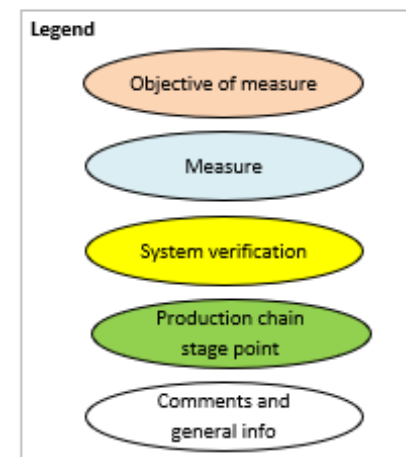 Legend
Objective of measure
Measure
System verification
Production chain
stage point
Comments and
general info